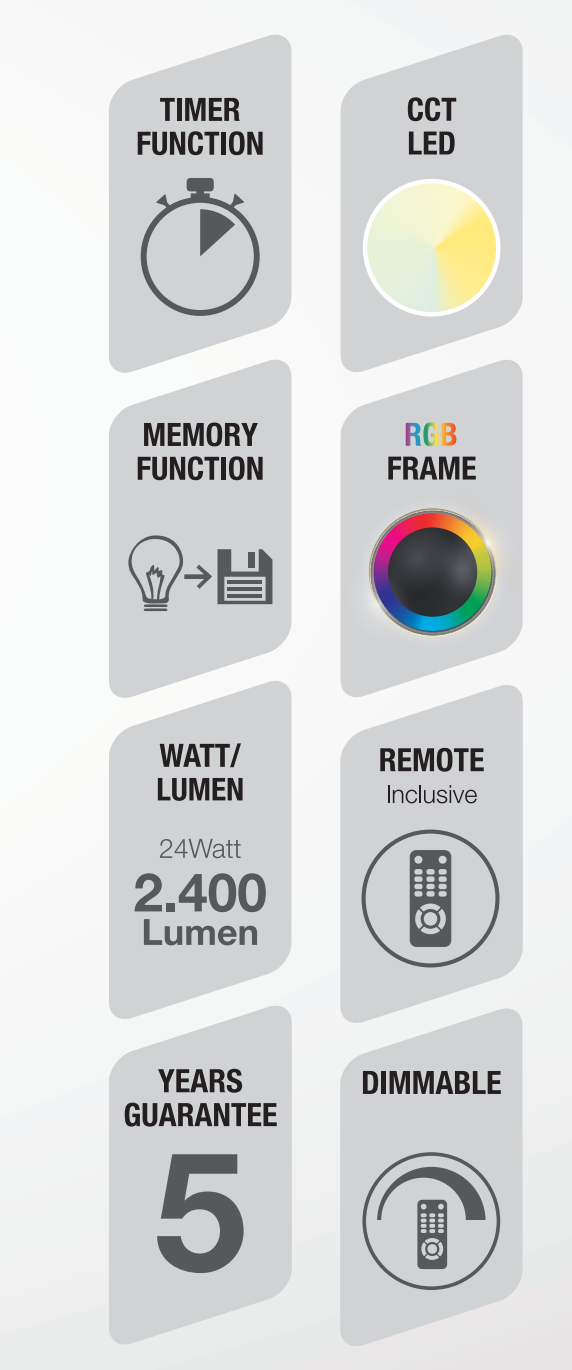 TIMER
FUNCTION
CCT
LED
MEMORY
FUNCTION
RGB
FRAME
WATT/
LUMEN
24Watt
2.400
Lumen
REMOTE
Inclusive
YEARS
GUARANTEE
5
DIMMABLE